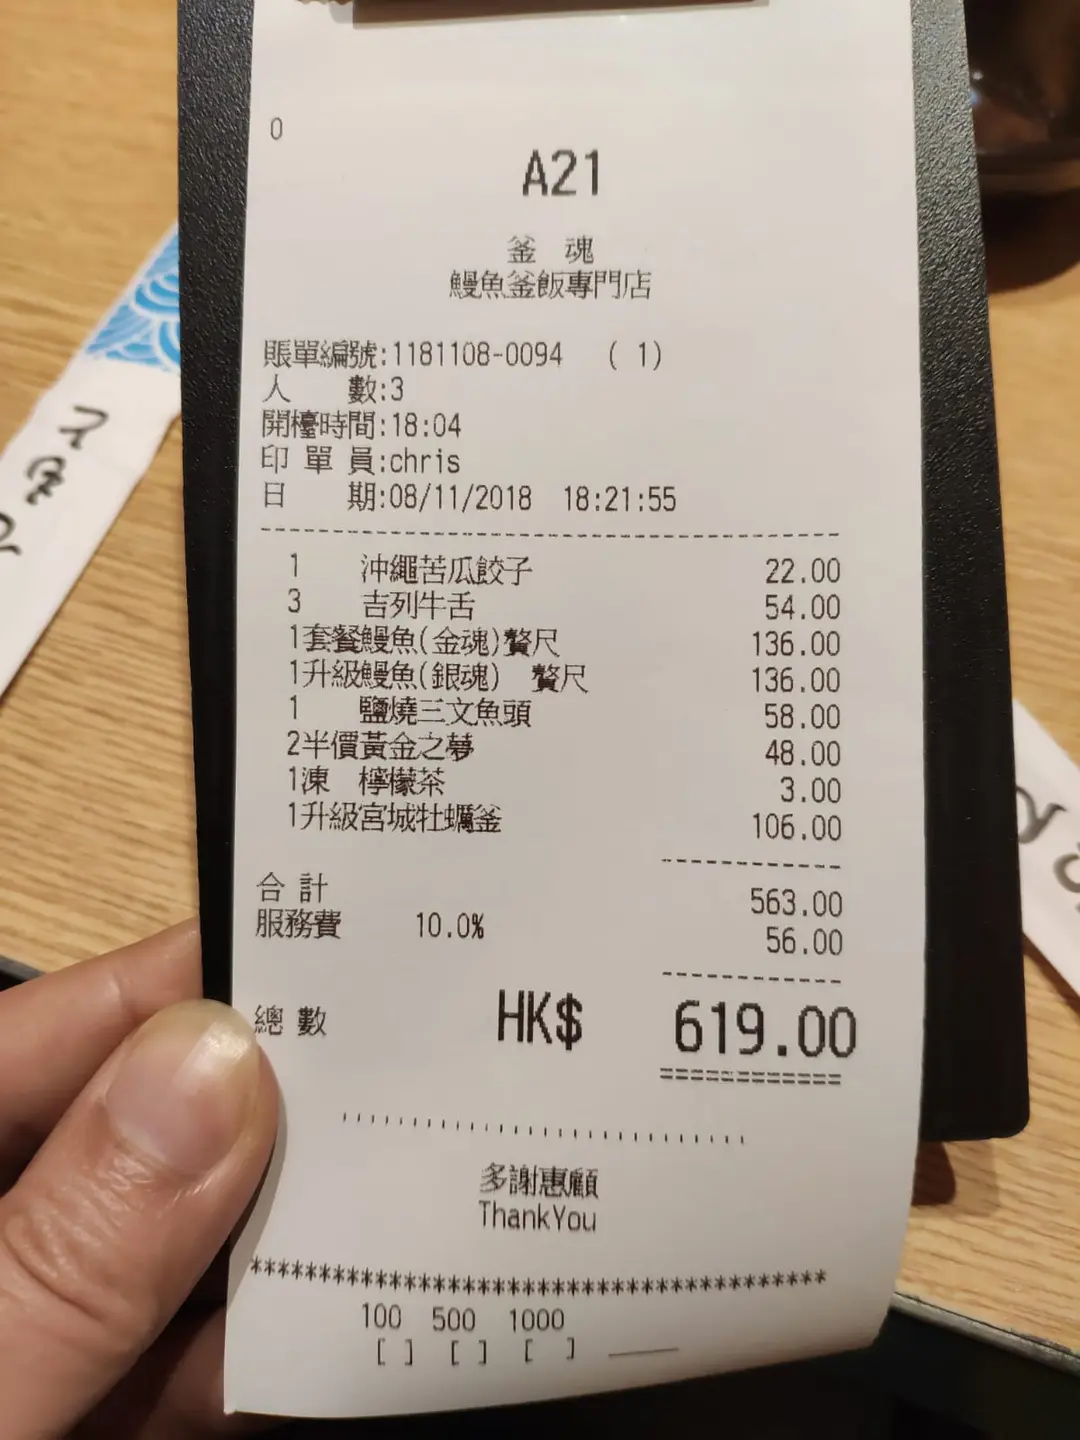 0
A21
釜 魂
鰻魚釜飯專門店
賬單編號:1181108-0094 ( 1)
人 數:3
開檯時間:18:04
印 單 員:chris
日 期:08/11/2018 18:21:55
1 沖繩苦瓜餃子 22.00
3 吉列牛舌 54.00
1套餐鰻魚(金魂)贅尺 136.00
1升級鰻魚(銀魂) 贅尺 136.00
1 鹽燒三文魚頭 58.00
2半價黃金之夢 48.00
1凍 檸檬茶 3.00
1升級宮城牡蠣釜 106.00
合 計 563.00
服務費 10.0% 56.00
總 數 HK$ 619.00
多謝惠顧
ThankYou
****************************************
100 500 1000
[ ] [ ] [ ] ____